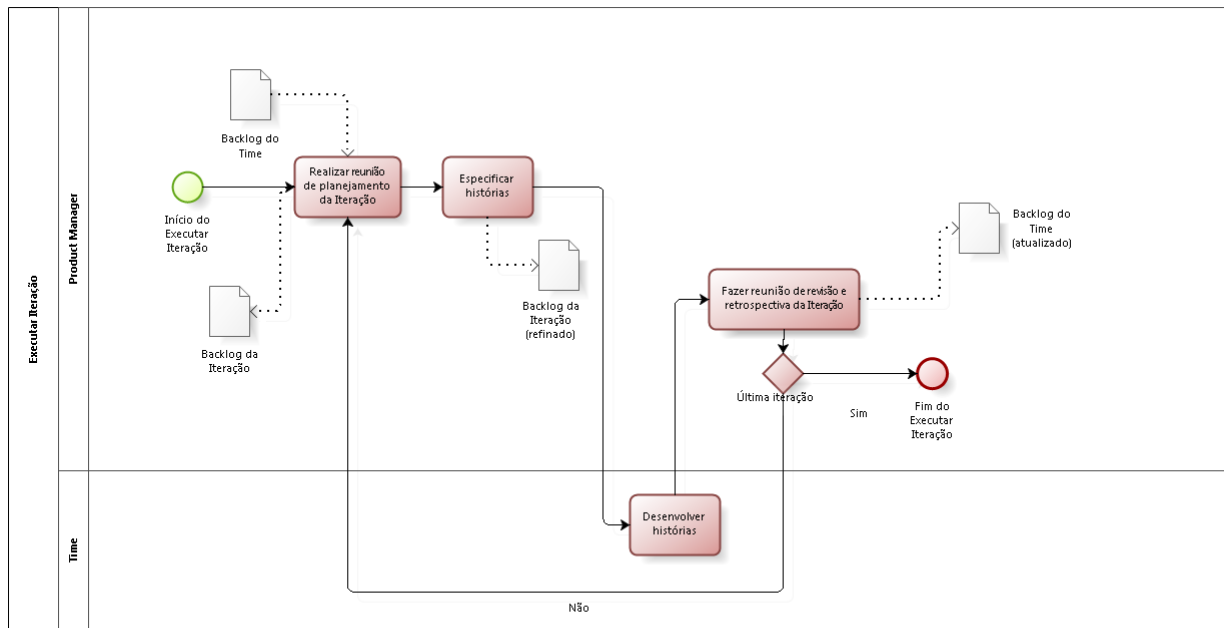 Executar Iteração
Product Manager
Time
Backlog do
Time
Início do
Executar
Iteração
Realizar reunião
de planejamento
da Iteração
Especificar
histórias
Backlog da
Iteração
Backlog da
Iteração
(refinado)
Fazer reunião de revisão e
retrospectiva da Iteração
Backlog do
Time
(atualizado)
Última iteração
Sim
Fim do
Executar
Iteração
Desenvolver
histórias
Não